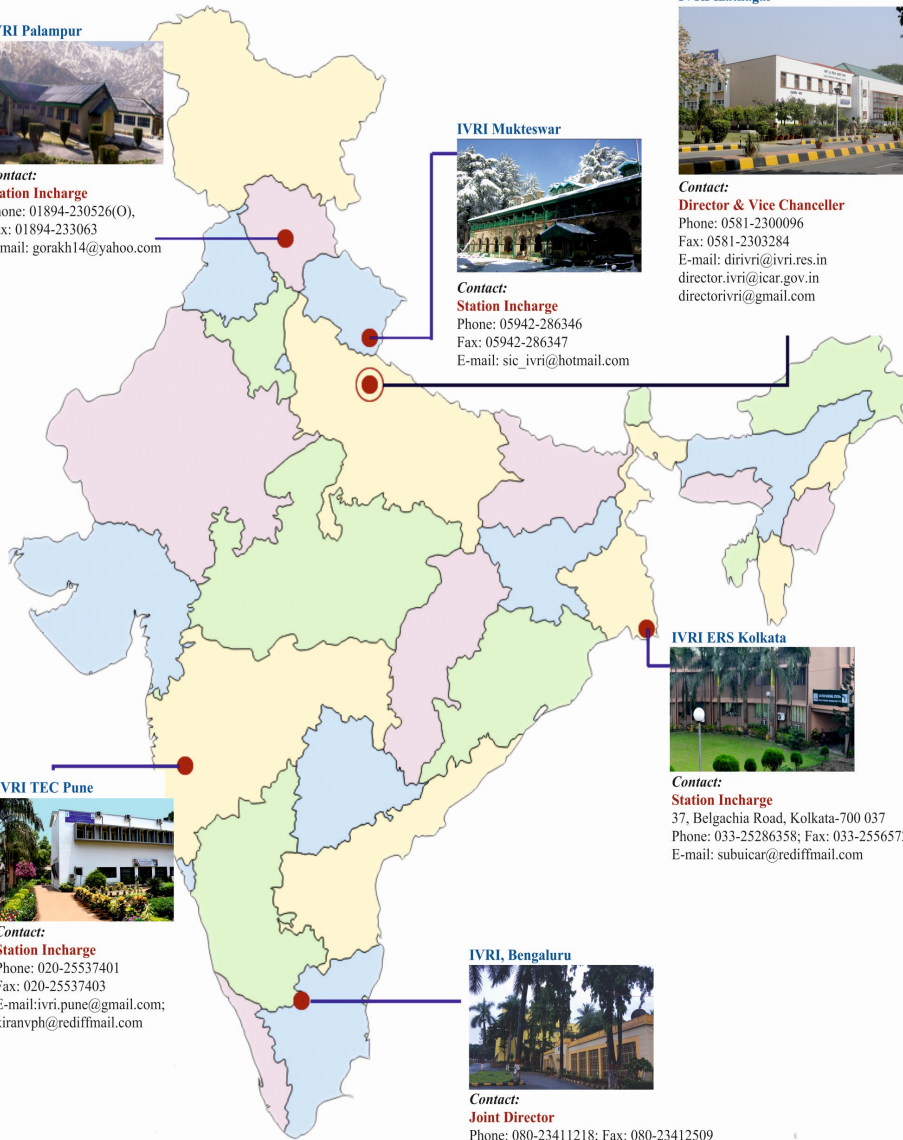 VRI Palampur
Contact:
Station Incharge
Phone: 01894-230526(O),
Fax: 01894-233063
E-mail: gorakh14@yahoo.com
IVRI Mukteswar
Contact:
Station Incharge
Phone: 05942-286346
Fax: 05942-286347
E-mail: sic_ivri@hotmail.com
Contact:
Director & Vice Chanceller
Phone: 0581-2300096
Fax: 0581-2303284
E-mail: dirivri@ivri.res.in
director.ivri@icar.gov.in
directorivri@gmail.com
IVRI ERS Kolkata
Contact:
Station Incharge
37, Belgachia Road, Kolkata-700 037
Phone: 033-25286358; Fax: 033-2556572
E-mail: subuicar@rediffmail.com
IVRI TEC Pune
Contact:
Station Incharge
Phone: 020-25537401
Fax: 020-25537403
E-mail:ivri.pune@gmail.com;
kiranvph@rediffmail.com
IVRI, Bengaluru
Contact:
Joint Director
Phone: 080-23411218; Fax: 080-23412509